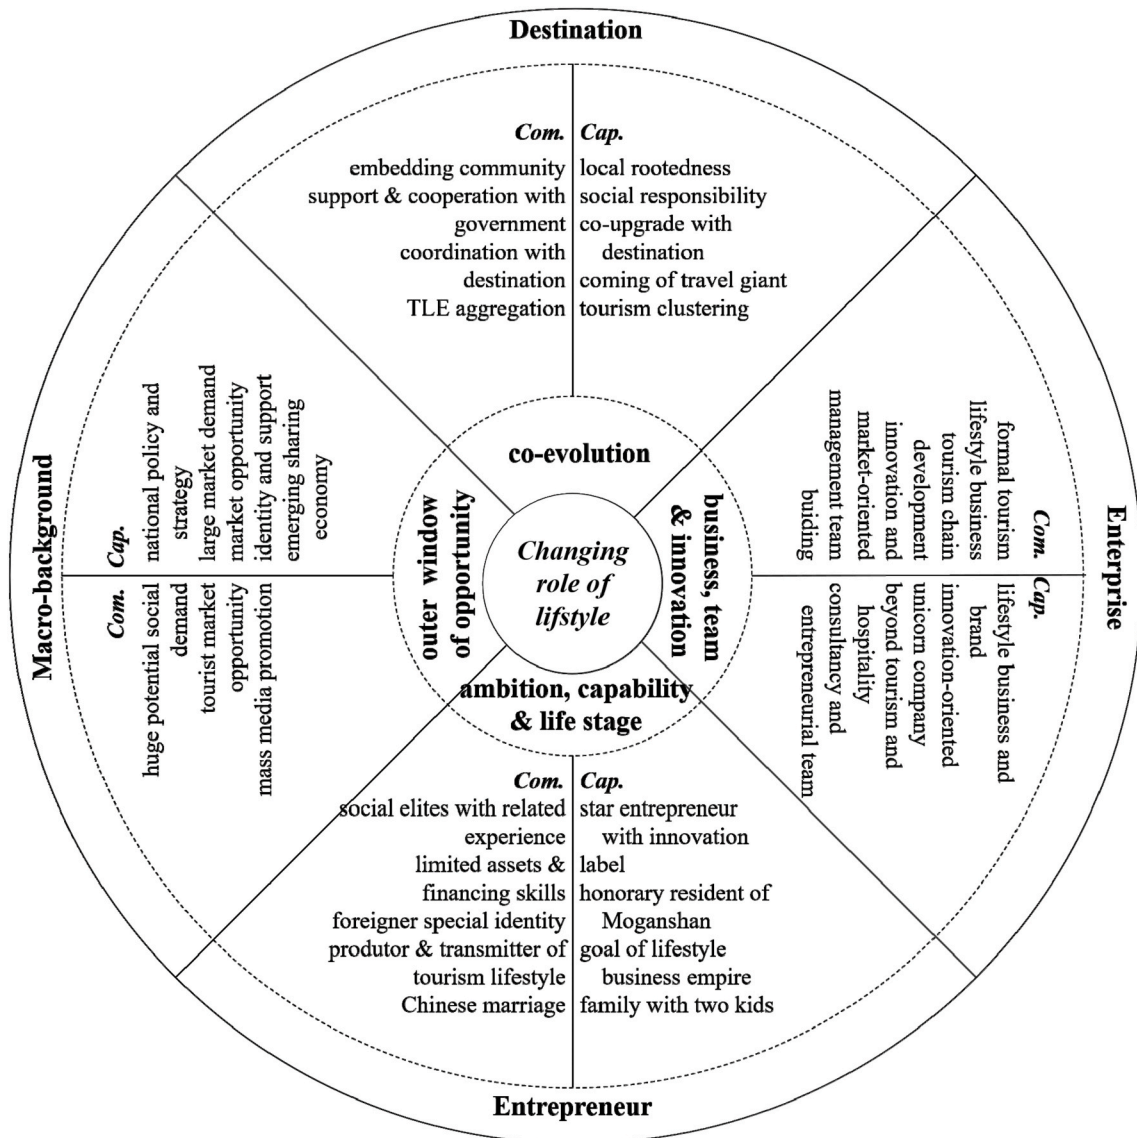 Destination
Com.
embedding community
support & cooperation with
government
coordination with
destination
TLE aggregation
Cap.
local rootedness
social responsibility
co-upgrade with
destination
coming of travel giant
tourism clustering
Enterprise
Com.
formal tourism
lifestyle business
tourism chain
development
innovation and
market-oriented
management team
buiding
Cap.
lifestyle business and
brand
innovation-oriented
unicorn company
beyond tourism and
hospitality
consultancy and
entrepreneurial team
Macro-background
Cap.
national policy and
strategy
large market demand
market opportunity
identity and support
emerging sharing
economy
Com.
huge potential social
demand
tourist market
opportunity
mass media promotion
co-evolution
business, team
& innovation
outer window
of opportunity
Changing
role of
lifstyle
ambition, capability
& life stage
Com.
social elites with related
experience
limited assets &
financing skills
foreigner special identity
produtor & transmitter of
tourism lifestyle
Chinese marriage
Cap.
star entrepreneur
with innovation
label
honorary resident of
Moganshan
goal of lifestyle
business empire
family with two kids
Entrepreneur